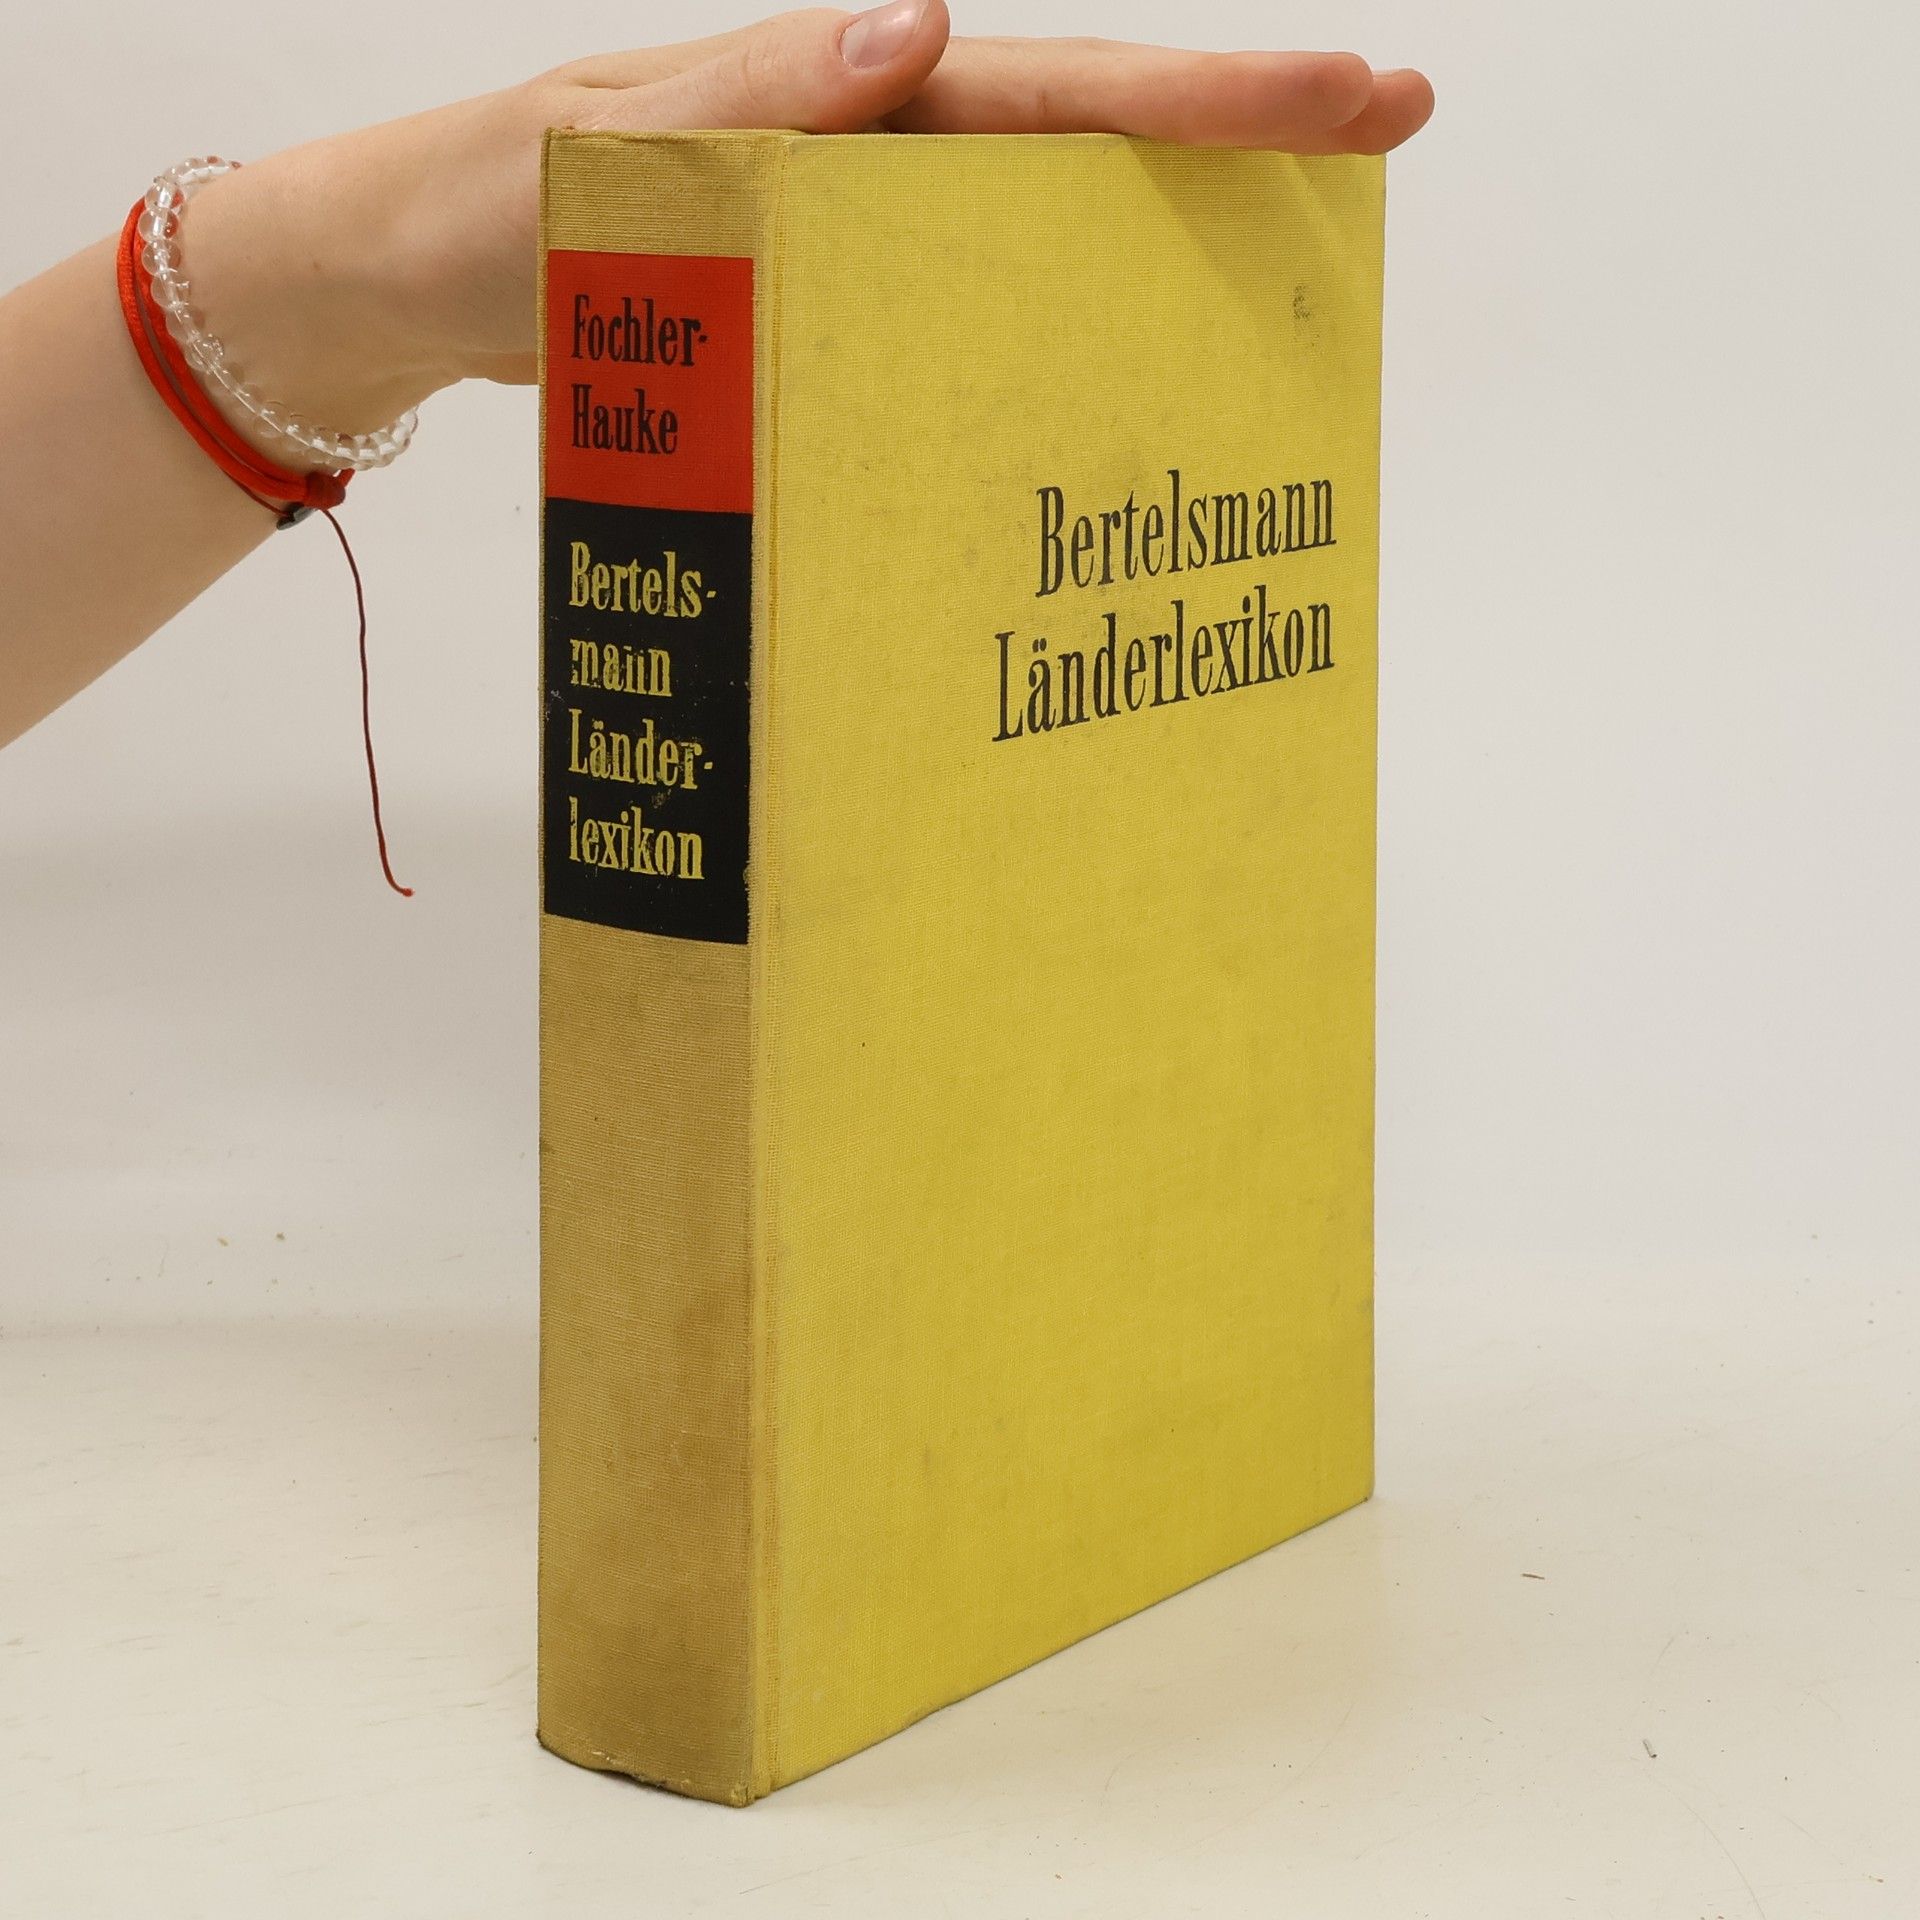 Fochler-
Hauke
Bertels-
mann
Länder-
lexikon
Bertelsmann
Länderlexikon